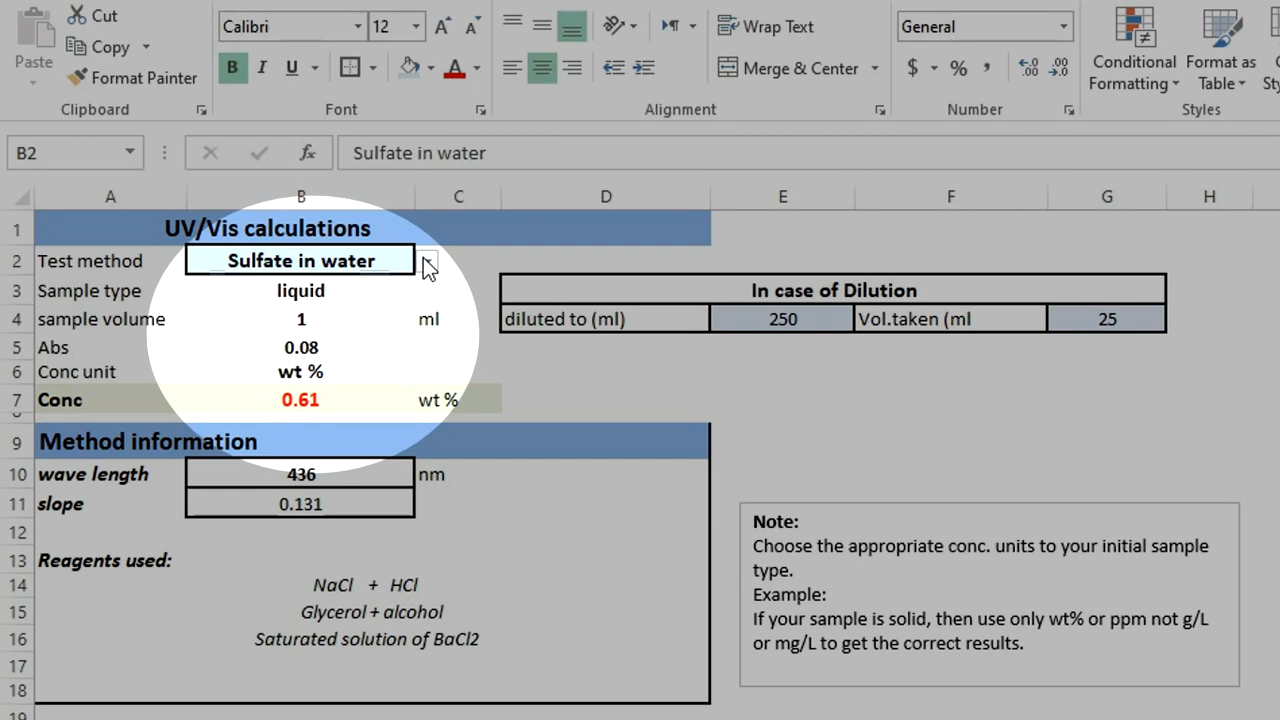 Cut
Copy
Paste
Format Painter
Clipboard
Calibri
12
B I U
Font
Wrap Text
Merge & Center
Alignment
General
$ % ,
Number
Conditional
Formatting
Format as
Table
Styles
B2
fx
Sulfate in water
A B C D E F G H
1 UV/Vis calculations
2 Test method Sulfate in water
3 Sample type liquid In case of Dilution
4 sample volume 1 ml diluted to (ml) 250 Vol.taken (ml 25
5 Abs 0.08
6 Conc unit wt %
7 Conc 0.61 wt %
9 Method information
10 wave length 436 nm
11 slope 0.131
12
13 Reagents used:
14 NaCl + HCl
15 Glycerol + alcohol
16 Saturated solution of BaCl2
17
18
Note:
Choose the appropriate conc. units to your initial sample
type.
Example:
If your sample is solid, then use only wt% or ppm not g/L
or mg/L to get the correct results.